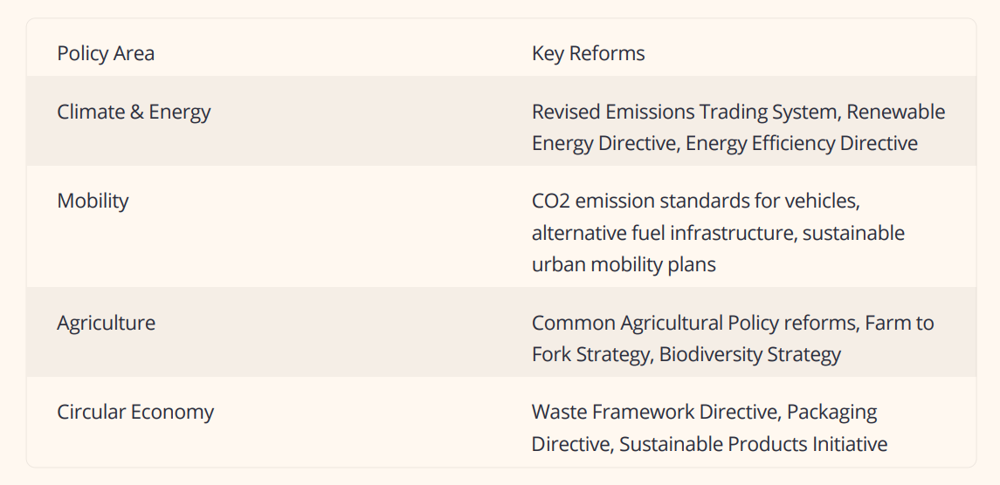 Policy Area
Key Reforms
Climate & Energy
Revised Emissions Trading System, Renewable
Energy Directive, Energy Efficiency Directive
Mobility
CO2 emission standards for vehicles,
alternative fuel infrastructure, sustainable
urban mobility plans
Agriculture
Common Agricultural Policy reforms, Farm to
Fork Strategy, Biodiversity Strategy
Circular Economy
Waste Framework Directive, Packaging
Directive, Sustainable Products Initiative